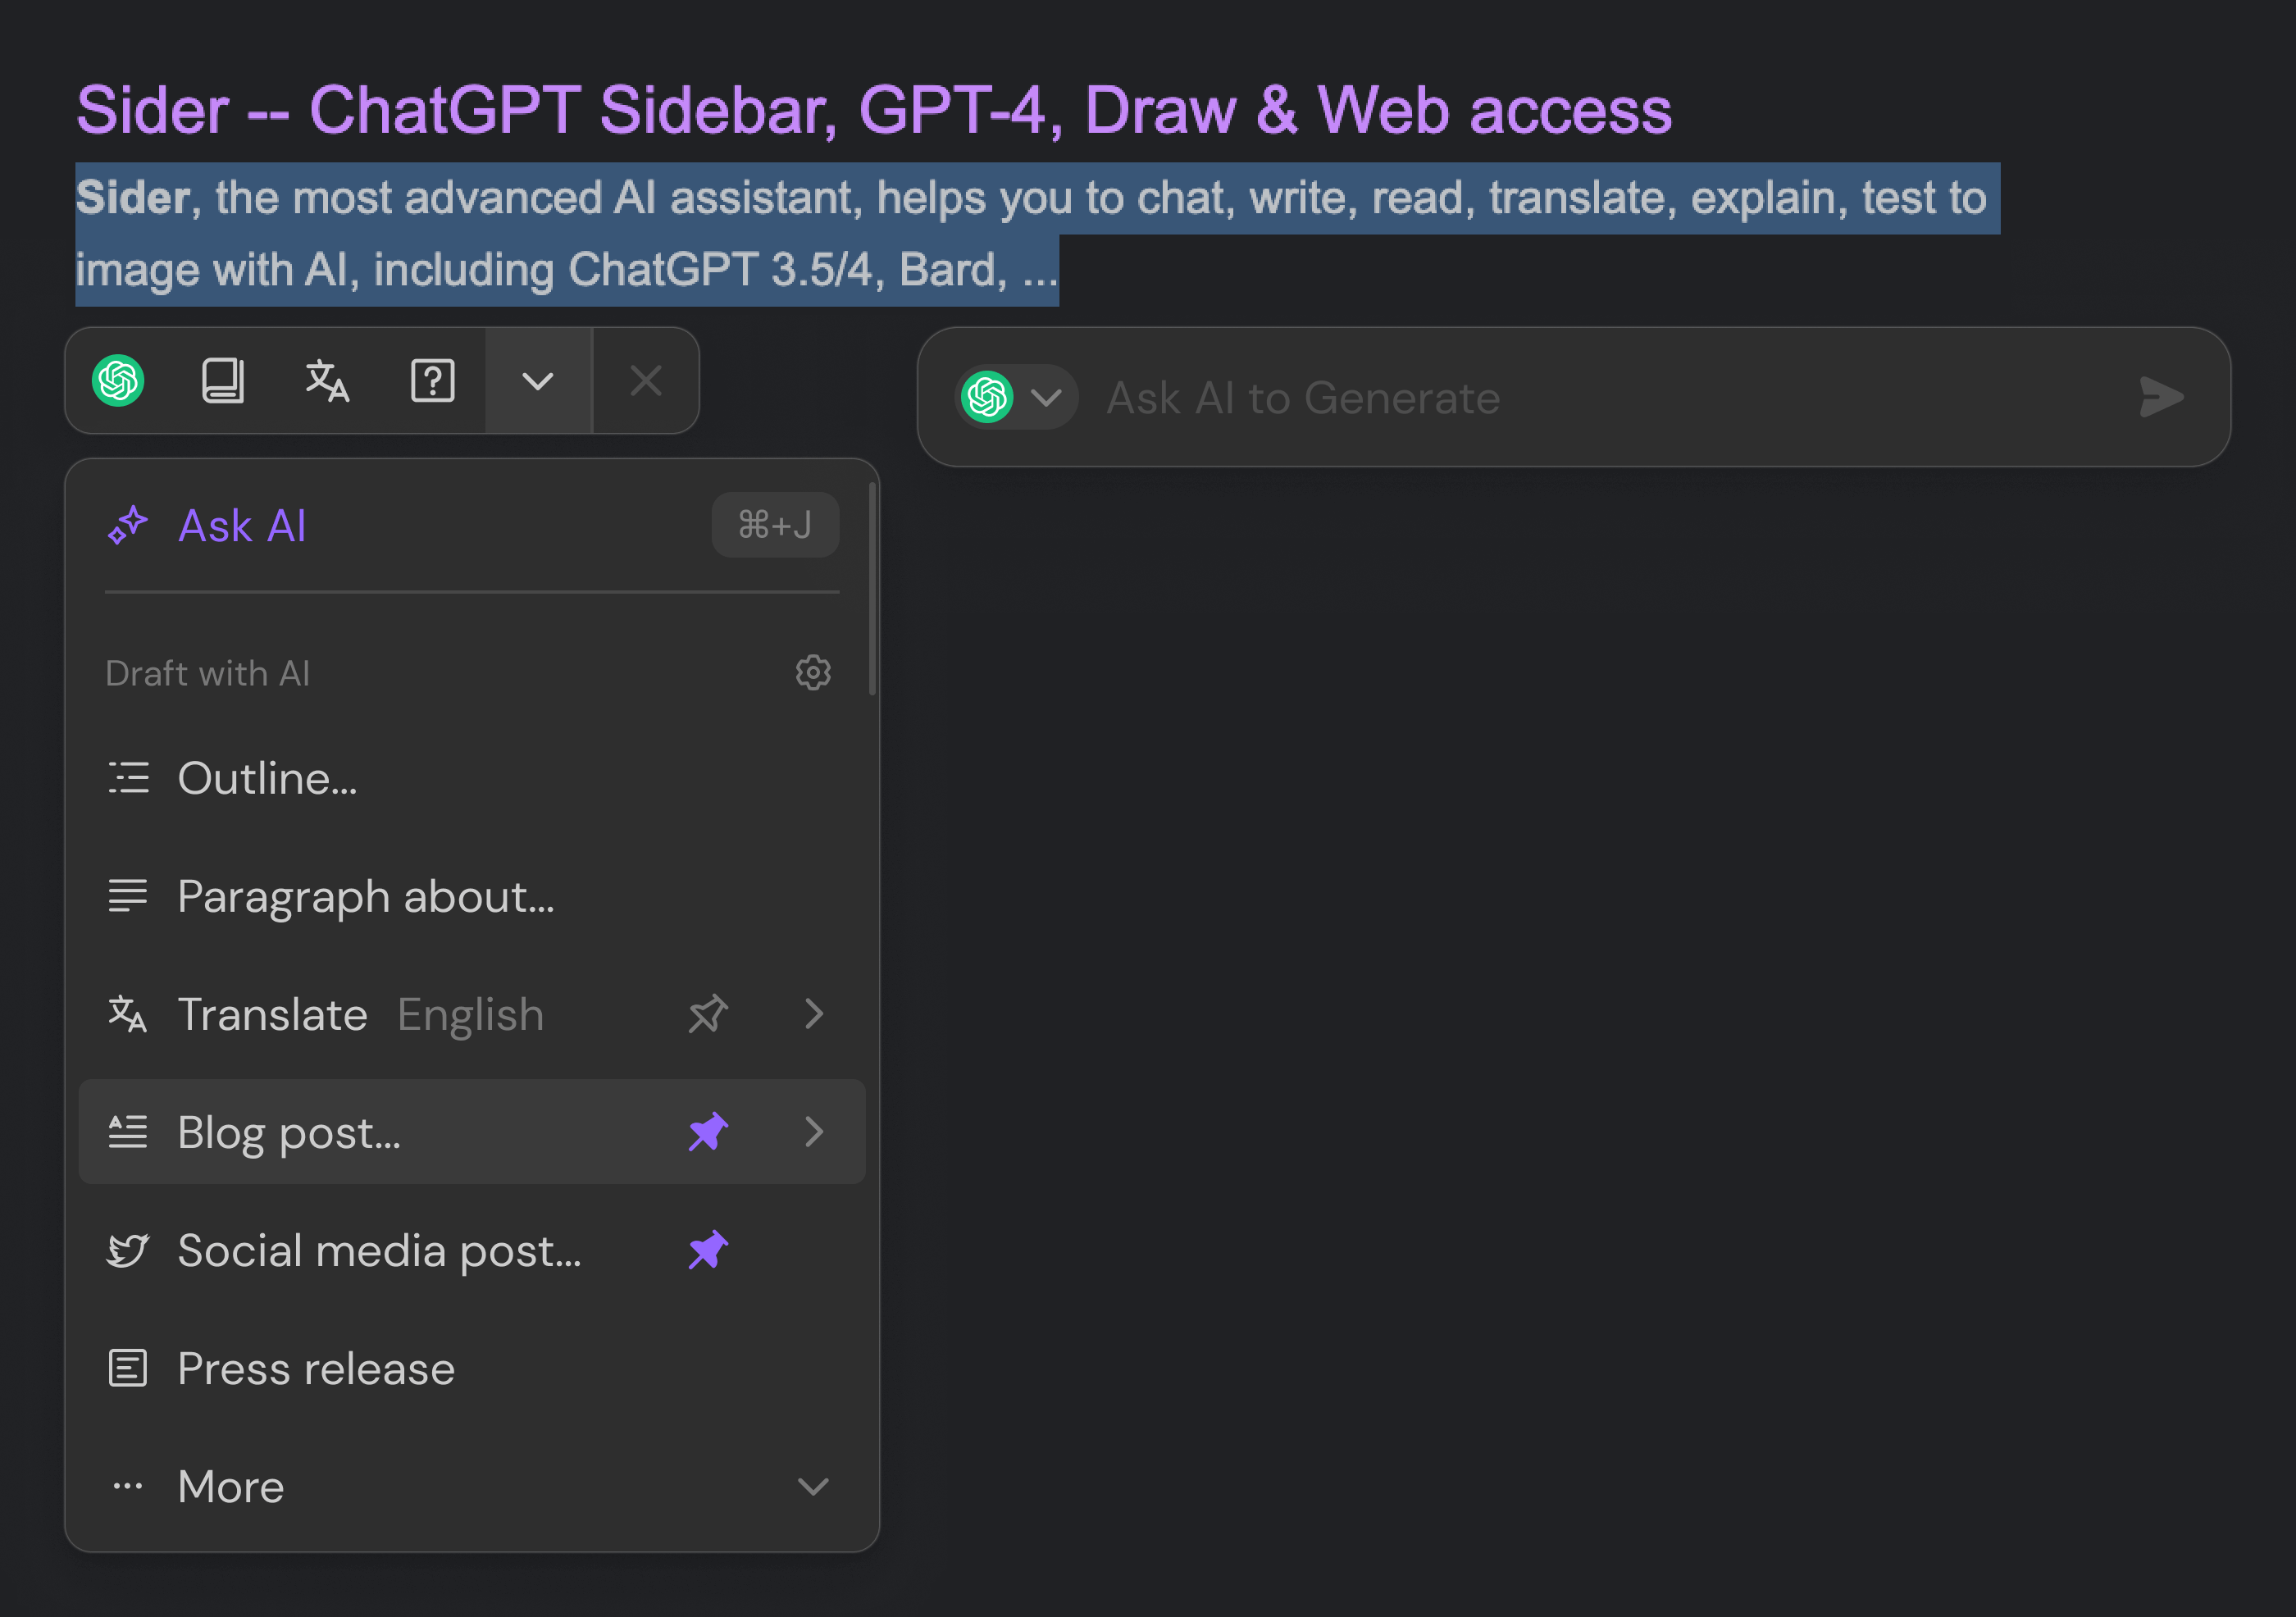 Sider -- ChatGPT Sidebar, GPT-4, Draw & Web access
Sider, the most advanced AI assistant, helps you to chat, write, read, translate, explain, test to
image with AI, including ChatGPT 3.5/4, Bard, ...
Ask AI to Generate
Ask AI ⌘+J
Draft with AI
Outline...
Paragraph about...
Translate English
Blog post...
Social media post...
Press release
More